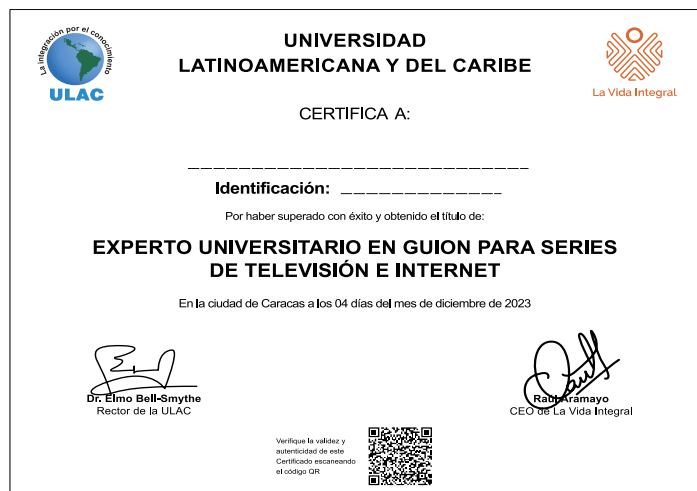 La integración por el conocimiento
ULAC
UNIVERSIDAD
LATINOAMERICANA Y DEL CARIBE
La Vida Integral
CERTIFICA A:
Identificación:
Por haber superado con éxito y obtenido el título de:
EXPERTO UNIVERSITARIO EN GUION PARA SERIES
DE TELEVISIÓN E INTERNET
En la ciudad de Caracas a los 04 días del mes de diciembre de 2023
Dr. Elmo Bell-Smythe
Rector de la ULAC
Raúl Aramayo
CEO de La Vida Integral
Verifique la validez y
autenticidad de este
Certificado escaneando
el código QR